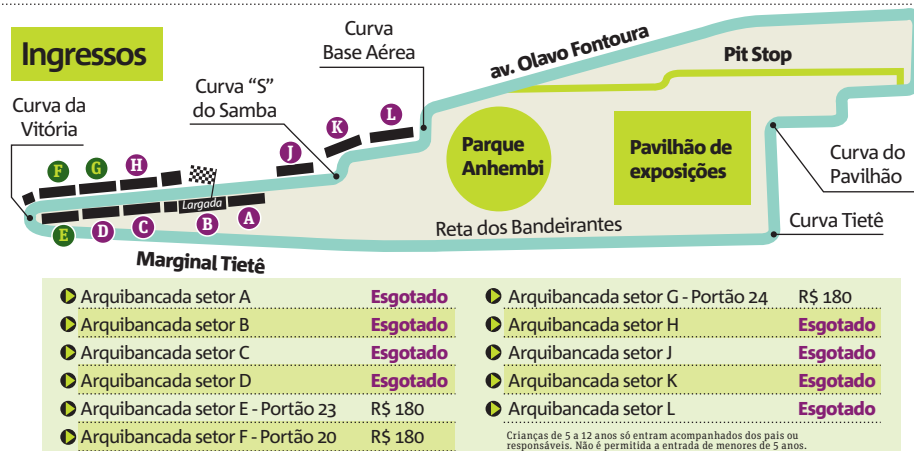 Ingressos
Curva
Base Aérea
av. Olavo Fontoura
Pit Stop
Curva "S"
do Samba
Curva da
Vitória
L
K
J
H
G
F
Parque
Anhembi
Pavilhão de
exposições
Curva do
Pavilhão
Largada
E
D
C
B
A
Reta dos Bandeirantes
Curva Tietê
Marginal Tietê
Arquibancada setor A Esgotado
Arquibancada setor B Esgotado
Arquibancada setor C Esgotado
Arquibancada setor D Esgotado
Arquibancada setor E - Portão 23 R$ 180
Arquibancada setor F - Portão 20 R$ 180
Arquibancada setor G - Portão 24 R$ 180
Arquibancada setor H Esgotado
Arquibancada setor J Esgotado
Arquibancada setor K Esgotado
Arquibancada setor L Esgotado
Crianças de 5 a 12 anos só entram acompanhados dos pais ou
responsáveis. Não é permitida a entrada de menores de 5 anos.